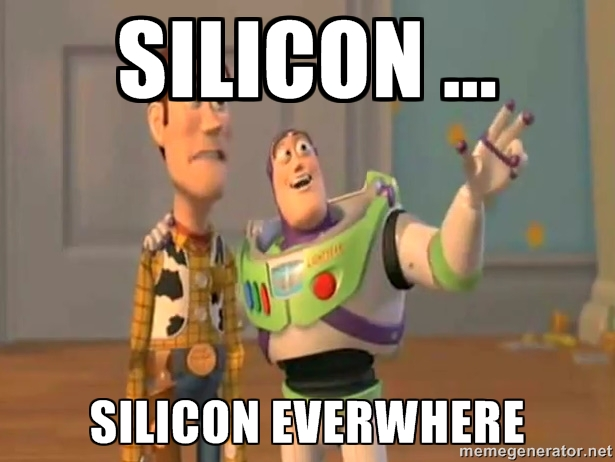 SILICON ...
SILICON EVERWHERE
memegenerator.net